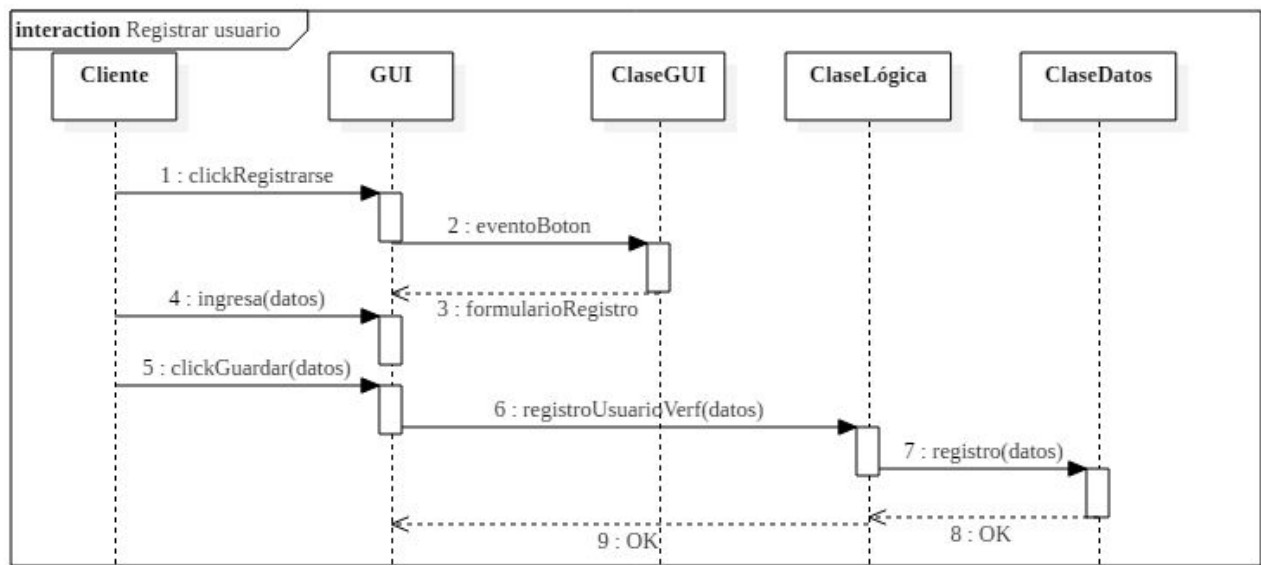 interaction Registrar usuario
Cliente
GUI
ClaseGUI
ClaseLógica
ClaseDatos
1 : clickRegistrarse
2 : eventoBoton
3 : formularioRegistro
4 : ingresa(datos)
5 : clickGuardar(datos)
6 : registroUsuarioVerf(datos)
7 : registro(datos)
8 : OK
9 : OK